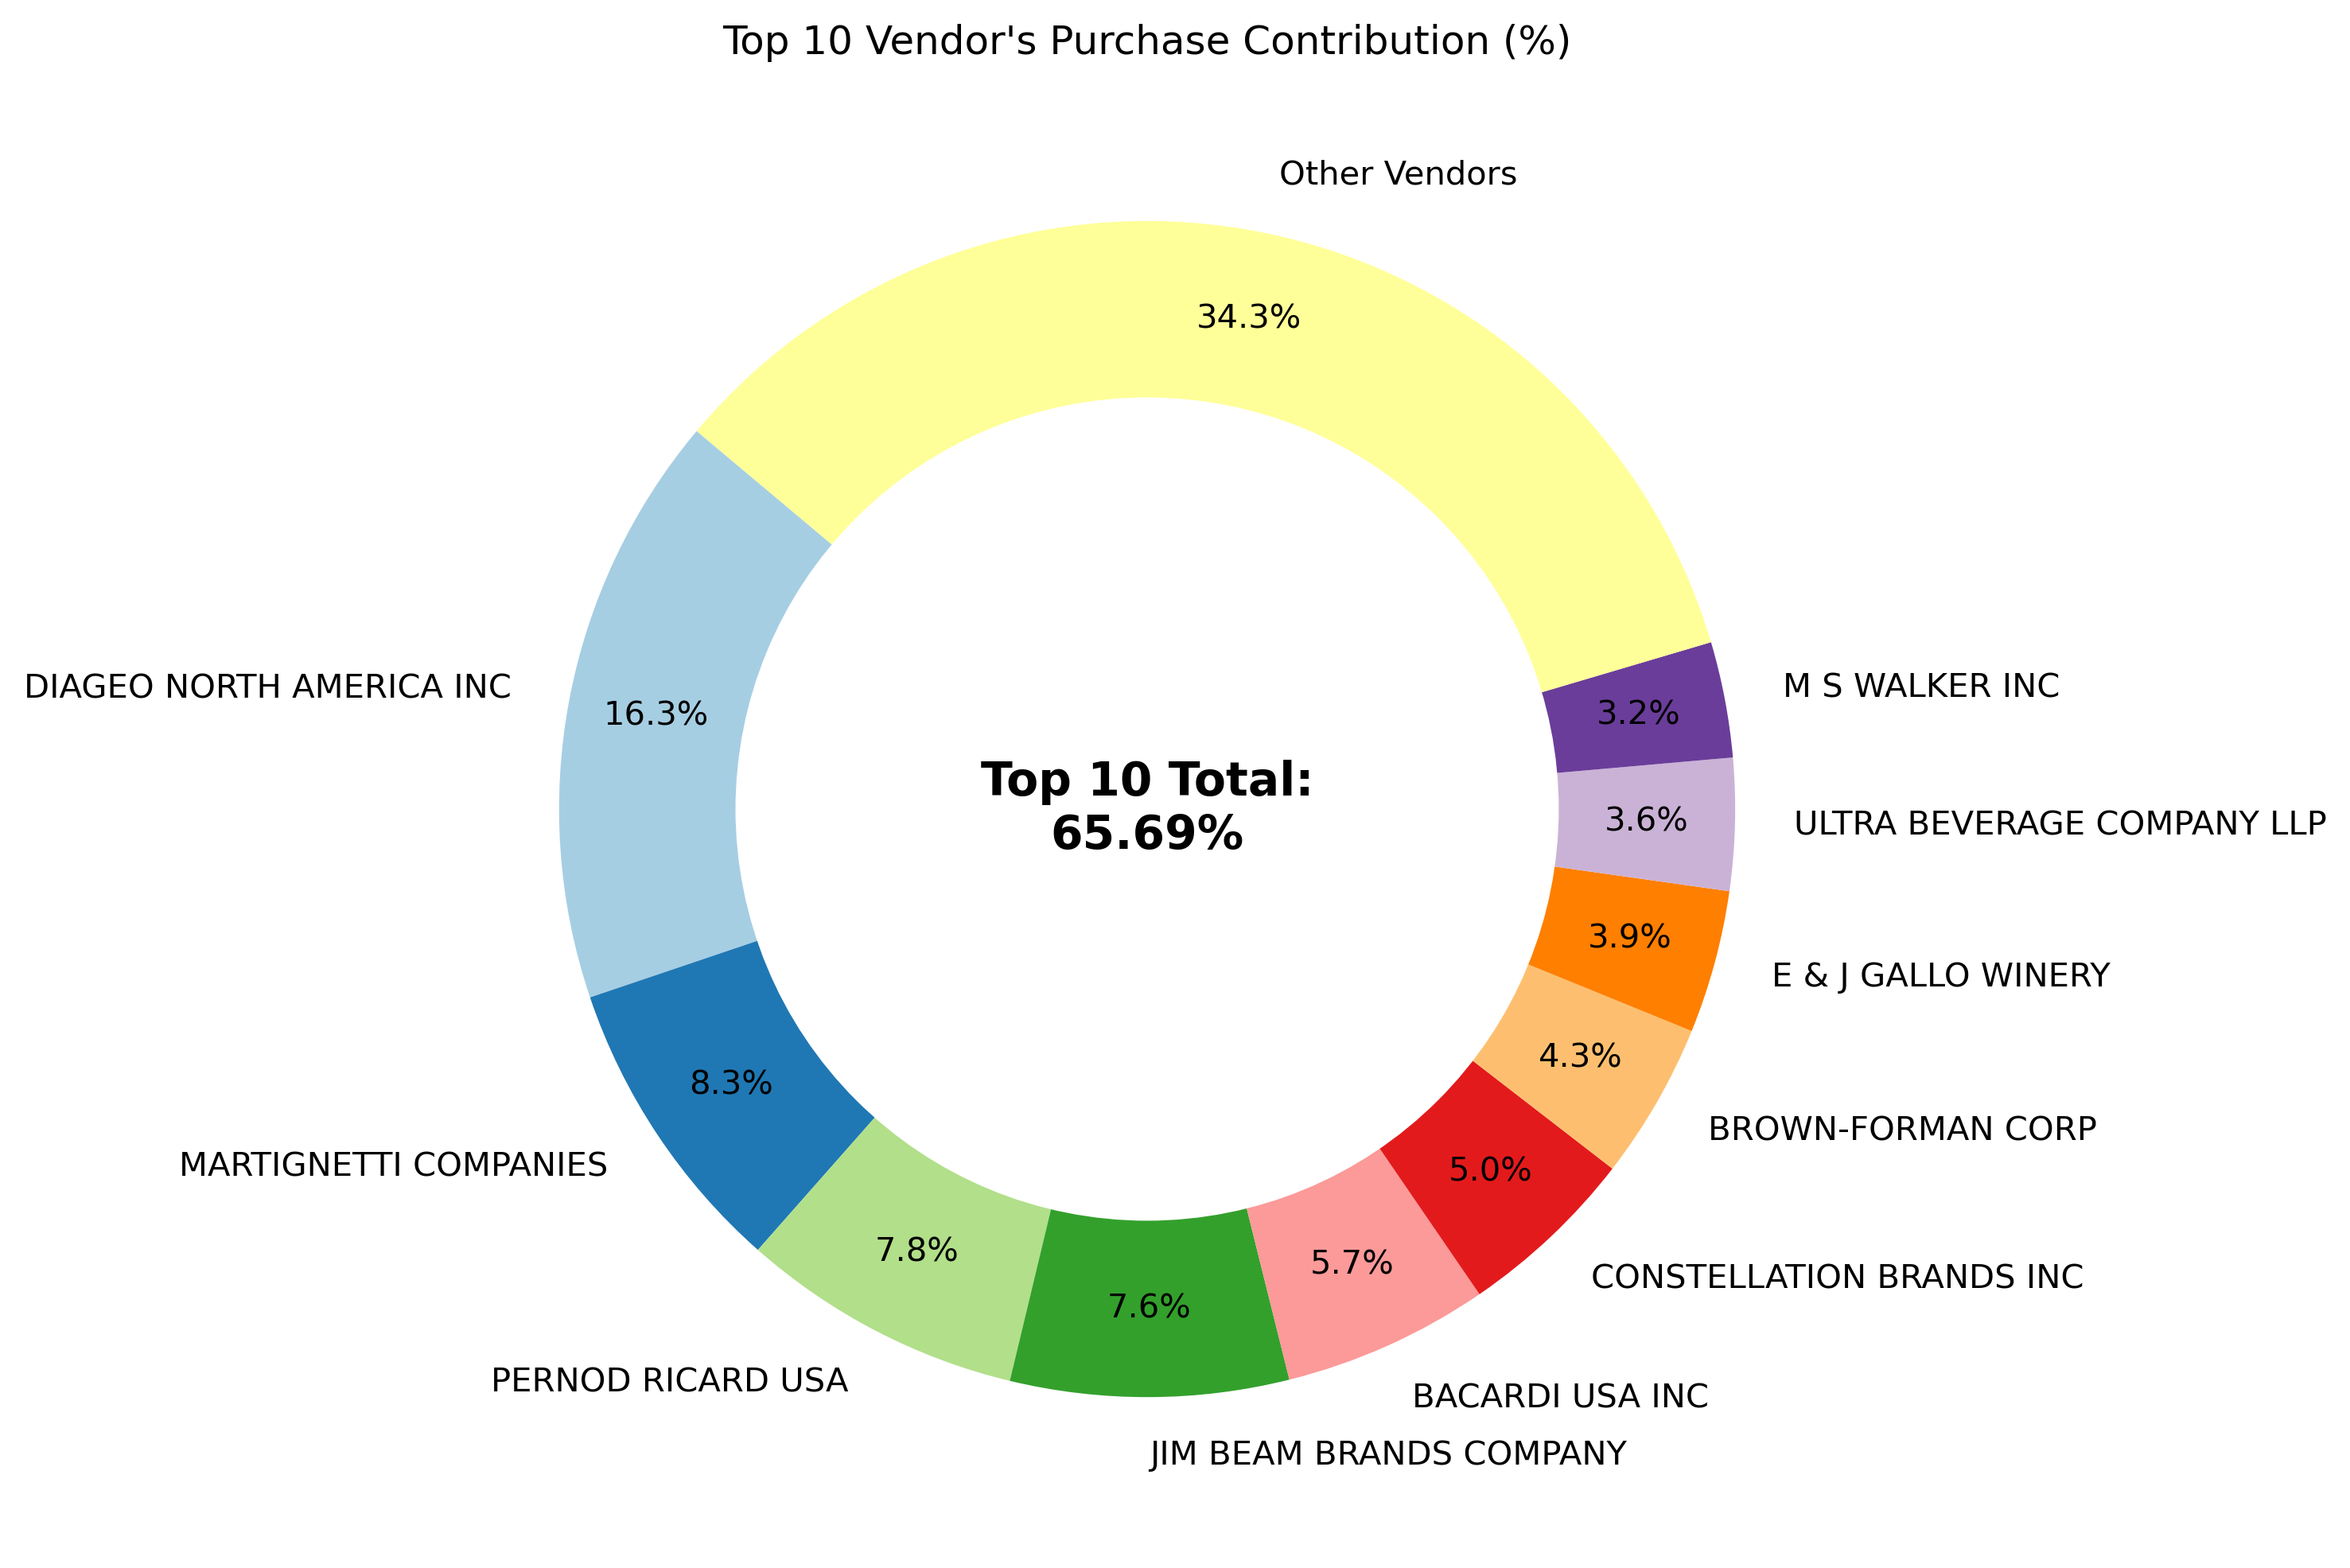 Top 10 Vendor's Purchase Contribution (%)
Other Vendors
34.3%
DIAGEO NORTH AMERICA INC
16.3%
M S WALKER INC
3.2%
Top 10 Total:
65.69%
ULTRA BEVERAGE COMPANY LLP
3.6%
E & J GALLO WINERY
3.9%
BROWN-FORMAN CORP
4.3%
MARTIGNETTI COMPANIES
8.3%
CONSTELLATION BRANDS INC
5.0%
PERNOD RICARD USA
7.8%
BACARDI USA INC
5.7%
JIM BEAM BRANDS COMPANY
7.6%